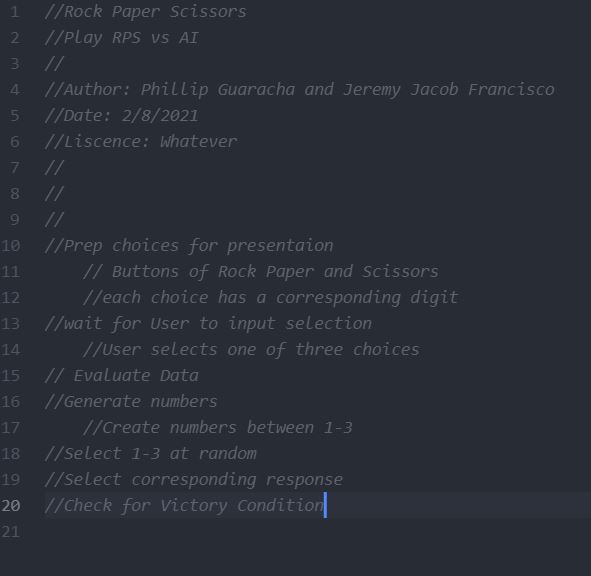 1 //Rock Paper Scissors
2 //Play RPS vs AI
3 //
4 //Author: Phillip Guaracha and Jeremy Jacob Francisco
5 //Date: 2/8/2021
6 //Liscence: Whatever
7 //
8 //
9 //
10 //Prep choices for presentaion
11     // Buttons of Rock Paper and Scissors
12     //each choice has a corresponding digit
13 //wait for User to input selection
14     //User selects one of three choices
15 // Evaluate Data
16 //Generate numbers
17     //Create numbers between 1-3
18 //Select 1-3 at random
19 //Select corresponding response
20 //Check for Victory Condition
21